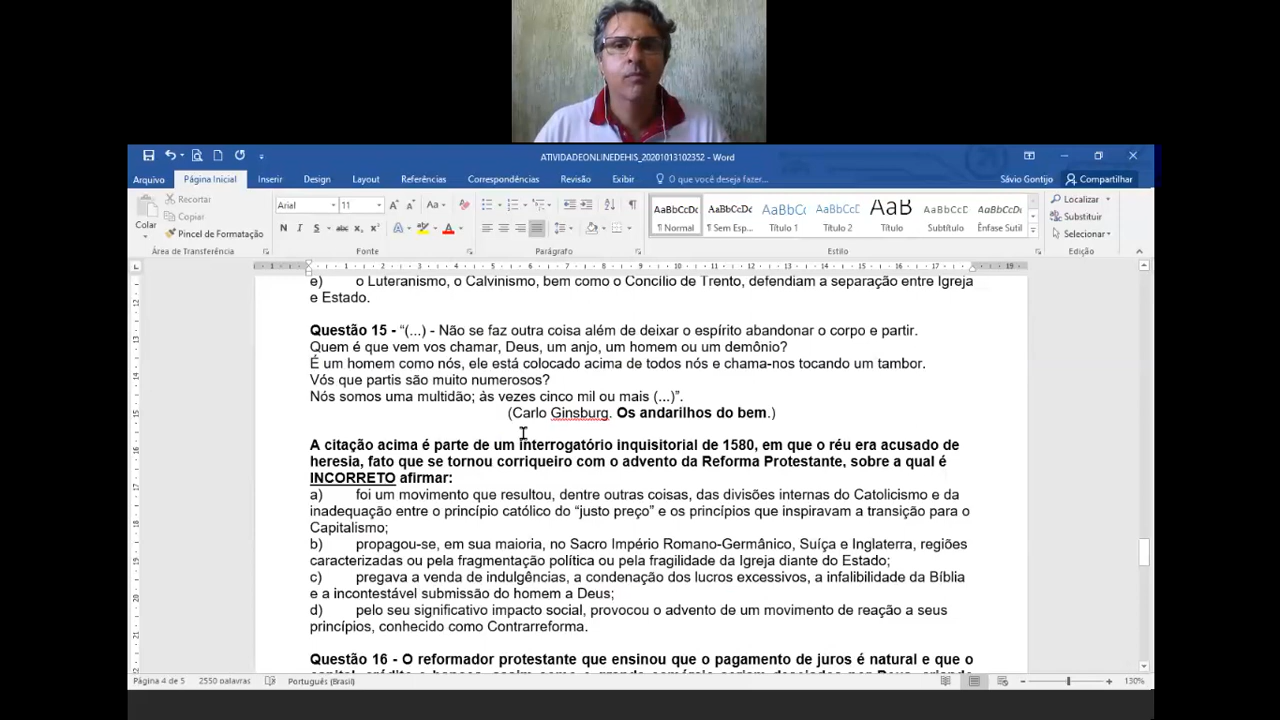 ATIVIDADEONLINEDEHIS_20201013102352 - Word
Arquivo Página Inicial Inserir Design Layout Referências Correspondências Revisão Exibir O que você deseja fazer... Sávio Gontijo Compartilhar
Colar
Recortar
Copiar
Pincel de Formatação
Área de Transferência
Arial 11
N I S abc X₂ X²
Fonte
Parágrafo
AaBbCcDc AaBbCcDc AaBbC AaBbCcD AaB AaBbCcD AaBbCcDc
¶ Normal ¶ Sem Esp... Título 1 Título 2 Título Subtítulo Ênfase Sutil
Estilo
Localizar
Substituir
Selecionar
Edição
e) o Luteranismo, o Calvinismo, bem como o Concílio de Trento, defendiam a separação entre Igreja
e Estado.
Questão 15 - “(...) - Não se faz outra coisa além de deixar o espírito abandonar o corpo e partir.
Quem é que vem vos chamar, Deus, um anjo, um homem ou um demônio?
É um homem como nós, ele está colocado acima de todos nós e chama-nos tocando um tambor.
Vós que partis são muito numerosos?
Nós somos uma multidão; às vezes cinco mil ou mais (...)”.
(Carlo Ginsburg. Os andarilhos do bem.)
A citação acima é parte de um interrogatório inquisitorial de 1580, em que o réu era acusado de
heresia, fato que se tornou corriqueiro com o advento da Reforma Protestante, sobre a qual é
INCORRETO afirmar:
a) foi um movimento que resultou, dentre outras coisas, das divisões internas do Catolicismo e da
inadequação entre o princípio católico do “justo preço” e os princípios que inspiravam a transição para o
Capitalismo;
b) propagou-se, em sua maioria, no Sacro Império Romano-Germânico, Suíça e Inglaterra, regiões
caracterizadas ou pela fragmentação política ou pela fragilidade da Igreja diante do Estado;
c) pregava a venda de indulgências, a condenação dos lucros excessivos, a infalibilidade da Bíblia
e a incontestável submissão do homem a Deus;
d) pelo seu significativo impacto social, provocou o advento de um movimento de reação a seus
princípios, conhecido como Contrarreforma.
Questão 16 - O reformador protestante que ensinou que o pagamento de juros é natural e que o
Página 4 de 5 2550 palavras Português (Brasil) 130%